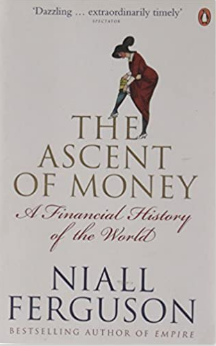 'Dazzling ... extraordinarily timely'
SPECTATOR
THE
ASCENT
OF MONEY
A Financial History
of the World
NIALL
FERGUSON
BESTSELLING AUTHOR OF EMPIRE